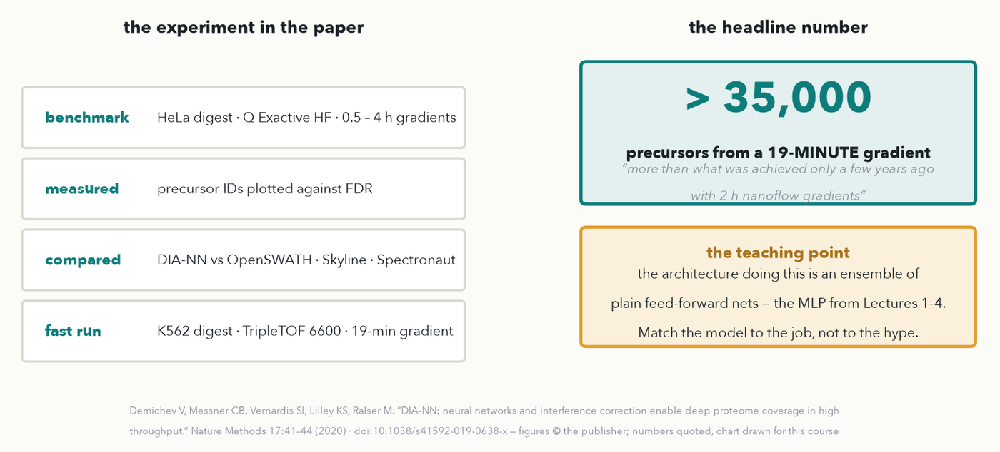 the experiment in the paper
benchmark HeLa digest · Q Exactive HF · 0.5 – 4 h gradients
measured precursor IDs plotted against FDR
compared DIA-NN vs OpenSWATH · Skyline · Spectronaut
fast run K562 digest · TripleTOF 6600 · 19-min gradient
the headline number
> 35,000
precursors from a 19-MINUTE gradient
“more than what was achieved only a few years ago
with 2 h nanoflow gradients”
the teaching point
the architecture doing this is an ensemble of
plain feed-forward nets — the MLP from Lectures 1–4.
Match the model to the job, not to the hype.
Demichev V, Messner CB, Vernardis SI, Lilley KS, Ralser M. “DIA-NN: neural networks and interference correction enable deep proteome coverage in high
throughput.” Nature Methods 17:41–44 (2020) · doi:10.1038/s41592-019-0638-x — figures © the publisher; numbers quoted, chart drawn for this course